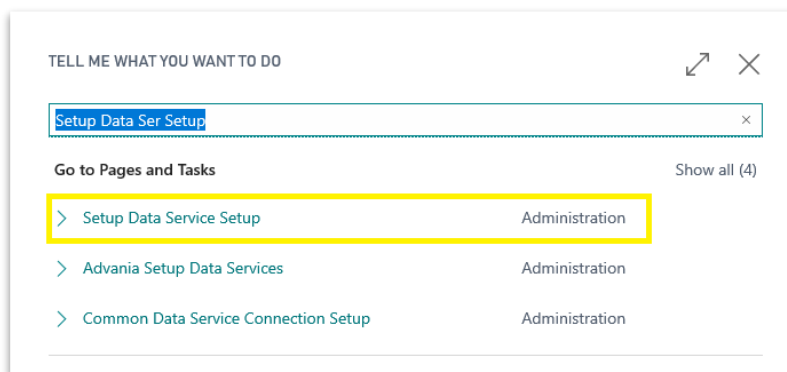 TELL ME WHAT YOU WANT TO DO
Setup Data Ser Setup
Go to Pages and Tasks Show all (4)
Setup Data Service Setup Administration
Advania Setup Data Services Administration
Common Data Service Connection Setup Administration